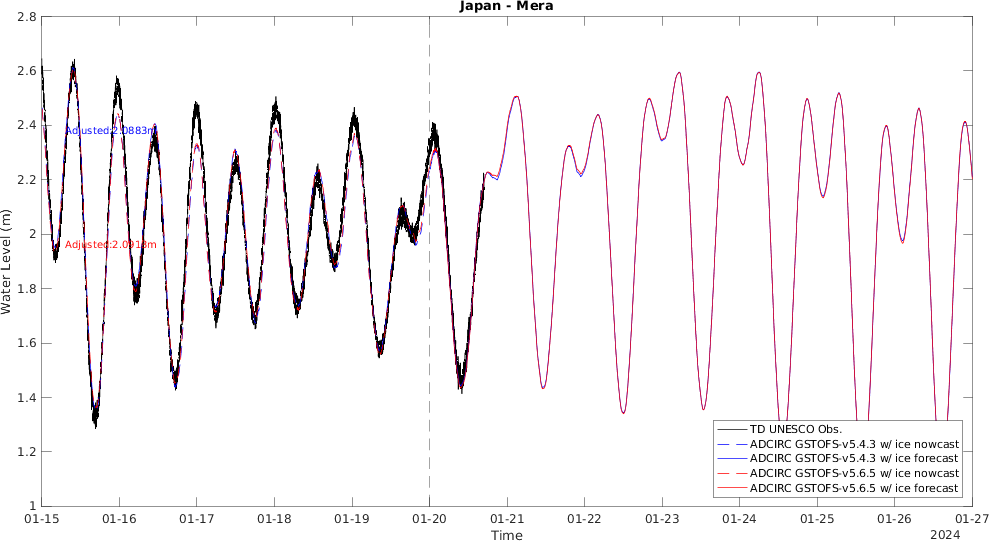 Japan - Mera
2.8
2.6
2.4
2.2
2
1.8
1.6
1.4
1.2
1
Water Level (m)
Adjusted:2.0883m
Adjusted:2.0913m
TD UNESCO Obs.
ADCIRC GSTOFS-v5.4.3 w/ ice nowcast
ADCIRC GSTOFS-v5.4.3 w/ ice forecast
ADCIRC GSTOFS-v5.6.5 w/ ice nowcast
ADCIRC GSTOFS-v5.6.5 w/ ice forecast
01-15 01-16 01-17 01-18 01-19 01-20 01-21 01-22 01-23 01-24 01-25 01-26 01-27
Time
2024